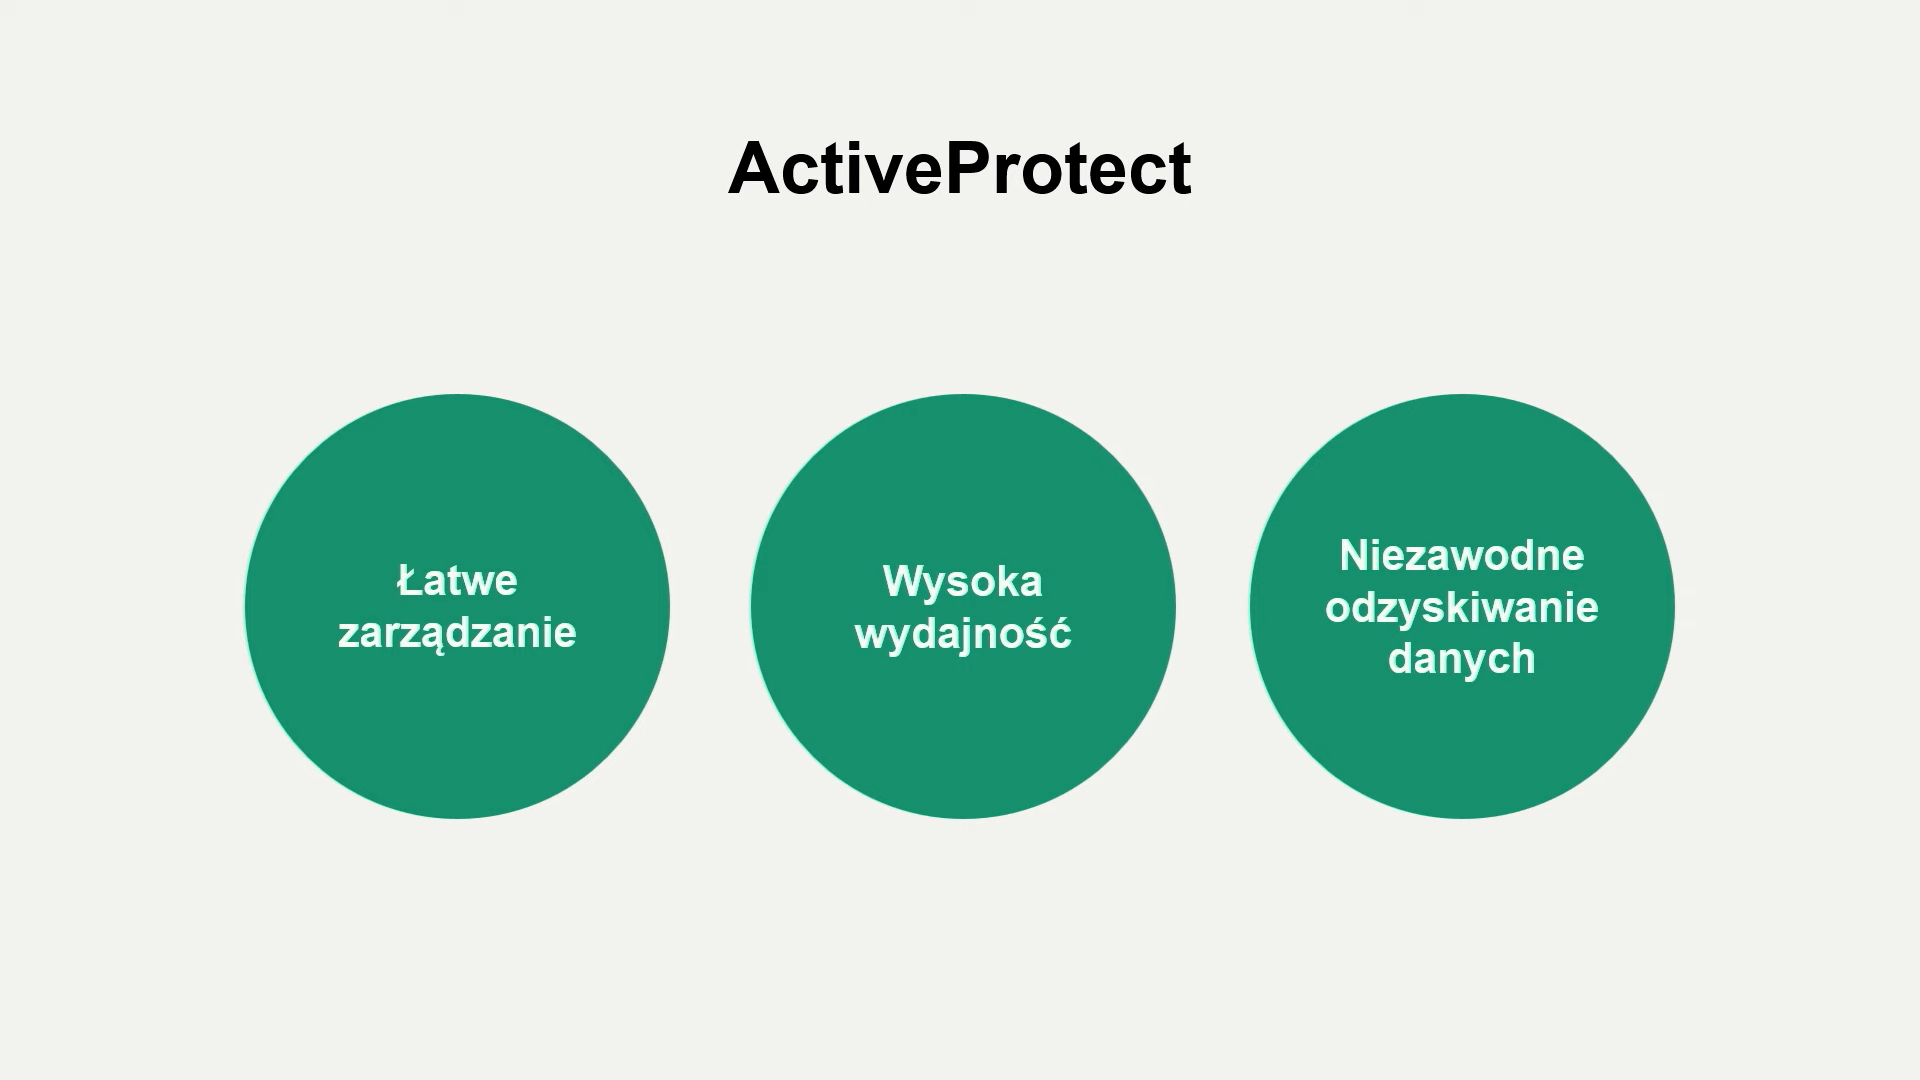 ActiveProtect
Łatwe
zarządzanie
Wysoka
wydajność
Niezawodne
odzyskiwanie
danych